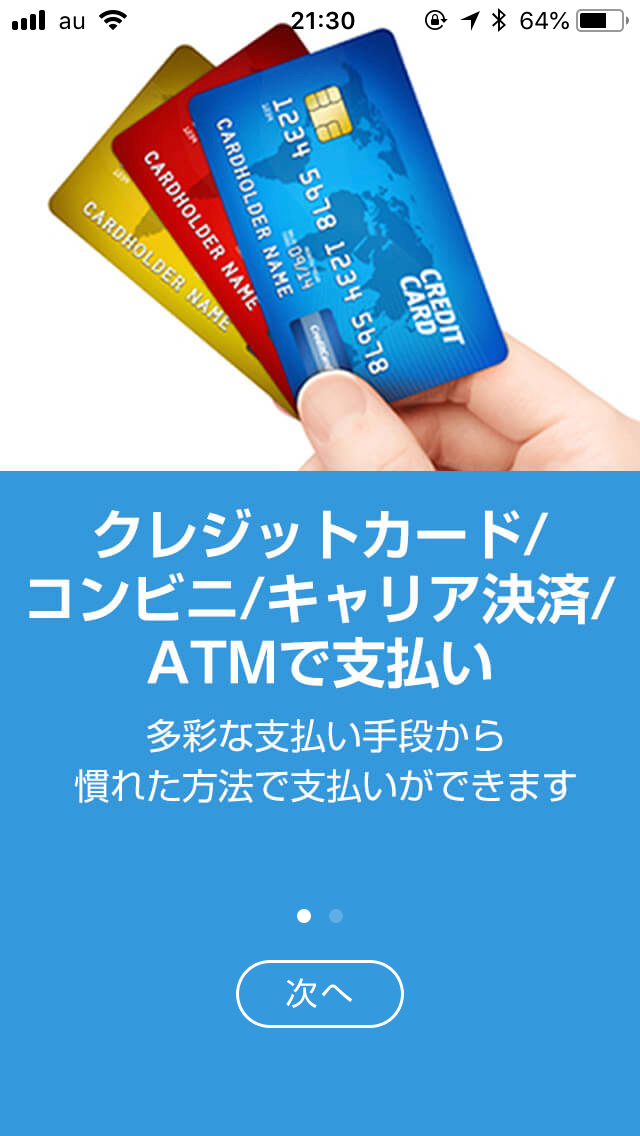 au
21:30
64%
1234
1234
1234
1234 5678 1234 5678
CARDHOLDER NAME
09/14
CREDIT
CARD
CARDHOLDER NAME
CARDHOLDER NAME
クレジットカード/
コンビニ/キャリア決済/
ATMで支払い
多彩な支払い手段から
慣れた方法で支払いができます
次へ